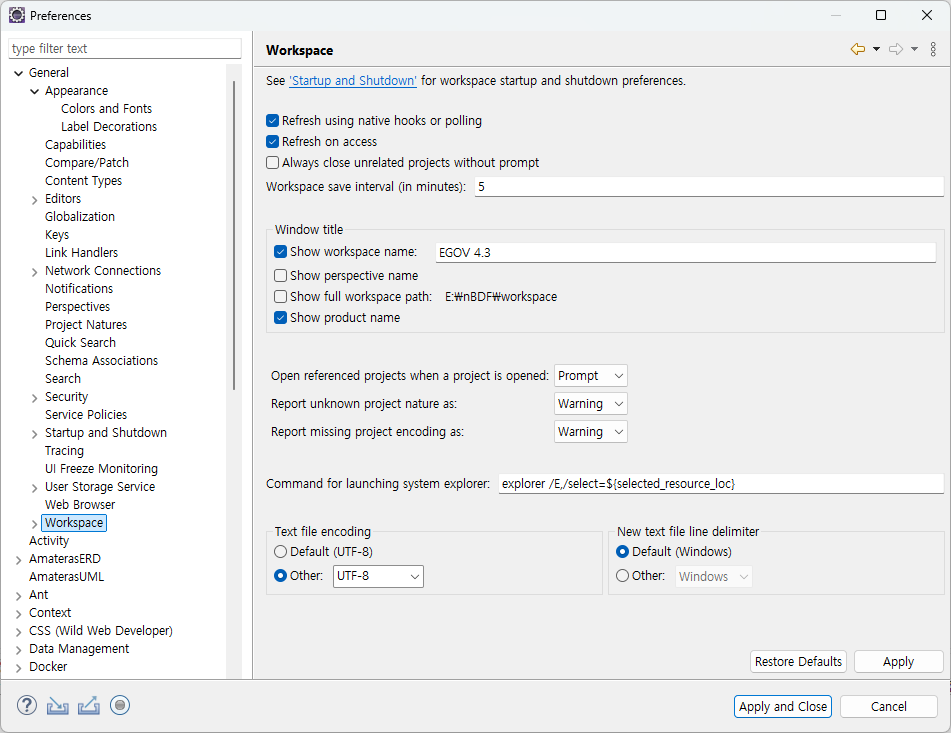 Preferences
type filter text
General
Appearance
Colors and Fonts
Label Decorations
Capabilities
Compare/Patch
Content Types
Editors
Globalization
Keys
Link Handlers
Network Connections
Notifications
Perspectives
Project Natures
Quick Search
Schema Associations
Search
Security
Service Policies
Startup and Shutdown
Tracing
UI Freeze Monitoring
User Storage Service
Web Browser
Workspace
Activity
AmaterasERD
AmaterasUML
Ant
Context
CSS (Wild Web Developer)
Data Management
Docker
Workspace
See 'Startup and Shutdown' for workspace startup and shutdown preferences.
Refresh using native hooks or polling
Refresh on access
Always close unrelated projects without prompt
Workspace save interval (in minutes): 5
Window title
Show workspace name: EGOV 4.3
Show perspective name
Show full workspace path: E:₩nBDF₩workspace
Show product name
Open referenced projects when a project is opened: Prompt
Report unknown project nature as: Warning
Report missing project encoding as: Warning
Command for launching system explorer: explorer /E,/select=${selected_resource_loc}
Text file encoding
Default (UTF-8)
Other: UTF-8
New text file line delimiter
Default (Windows)
Other: Windows
Restore Defaults Apply
? Apply and Close Cancel